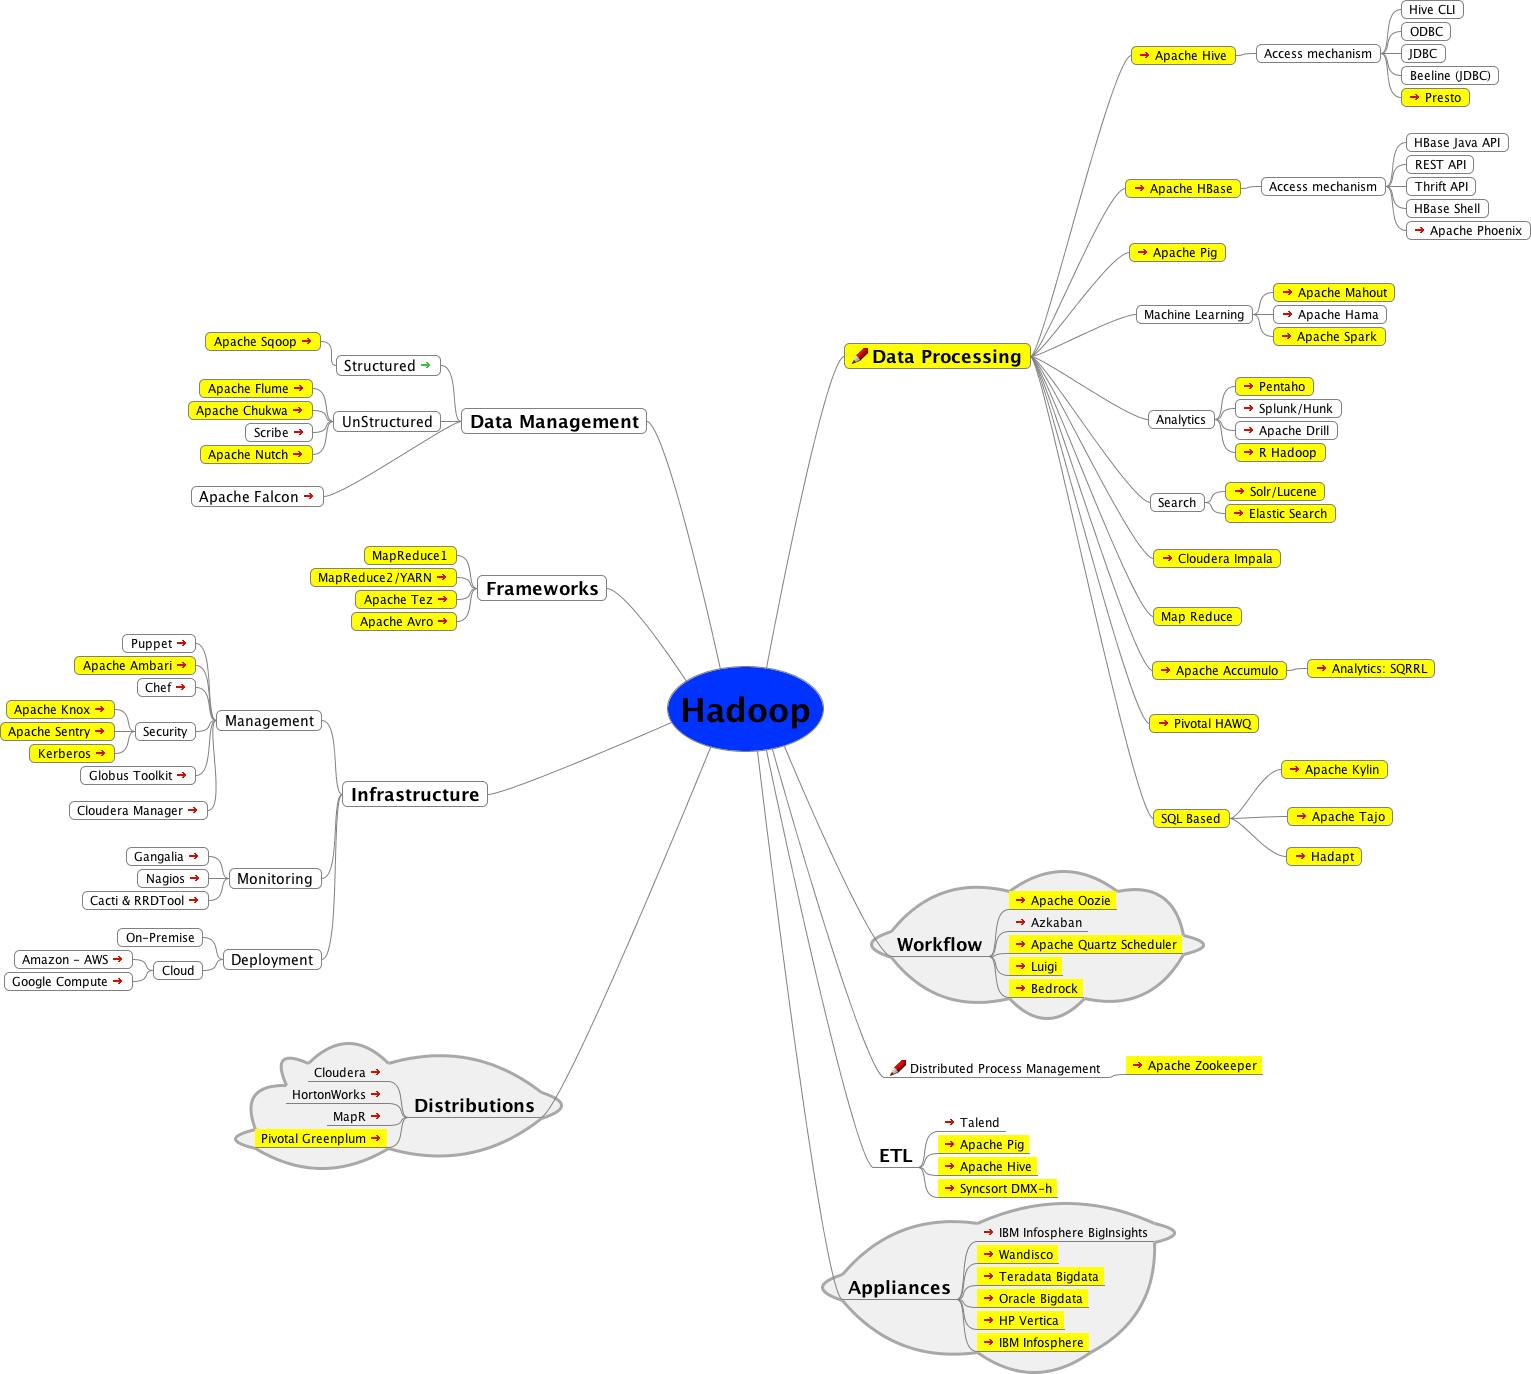 Hadoop
Data Processing
Apache Hive
Access mechanism
Hive CLI
ODBC
JDBC
Beeline (JDBC)
Presto
Apache HBase
Access mechanism
HBase Java API
REST API
Thrift API
HBase Shell
Apache Phoenix
Apache Pig
Machine Learning
Apache Mahout
Apache Hama
Apache Spark
Analytics
Pentaho
Splunk/Hunk
Apache Drill
R Hadoop
Search
Solr/Lucene
Elastic Search
Cloudera Impala
Map Reduce
Apache Accumulo
Analytics: SQRRL
Pivotal HAWQ
SQL Based
Apache Kylin
Apache Tajo
Hadapt
Workflow
Apache Oozie
Azkaban
Apache Quartz Scheduler
Luigi
Bedrock
Distributed Process Management
Apache Zookeeper
ETL
Talend
Apache Pig
Apache Hive
Syncsort DMX-h
Appliances
IBM Infosphere BigInsights
Wandisco
Teradata Bigdata
Oracle Bigdata
HP Vertica
IBM Infosphere
Data Management
Structured
Apache Sqoop
UnStructured
Apache Flume
Apache Chukwa
Scribe
Apache Nutch
Apache Falcon
Frameworks
MapReduce1
MapReduce2/YARN
Apache Tez
Apache Avro
Infrastructure
Management
Puppet
Apache Ambari
Chef
Security
Apache Knox
Apache Sentry
Kerberos
Globus Toolkit
Cloudera Manager
Monitoring
Gangalia
Nagios
Cacti & RRDTool
Deployment
On-Premise
Cloud
Amazon - AWS
Google Compute
Distributions
Cloudera
HortonWorks
MapR
Pivotal Greenplum